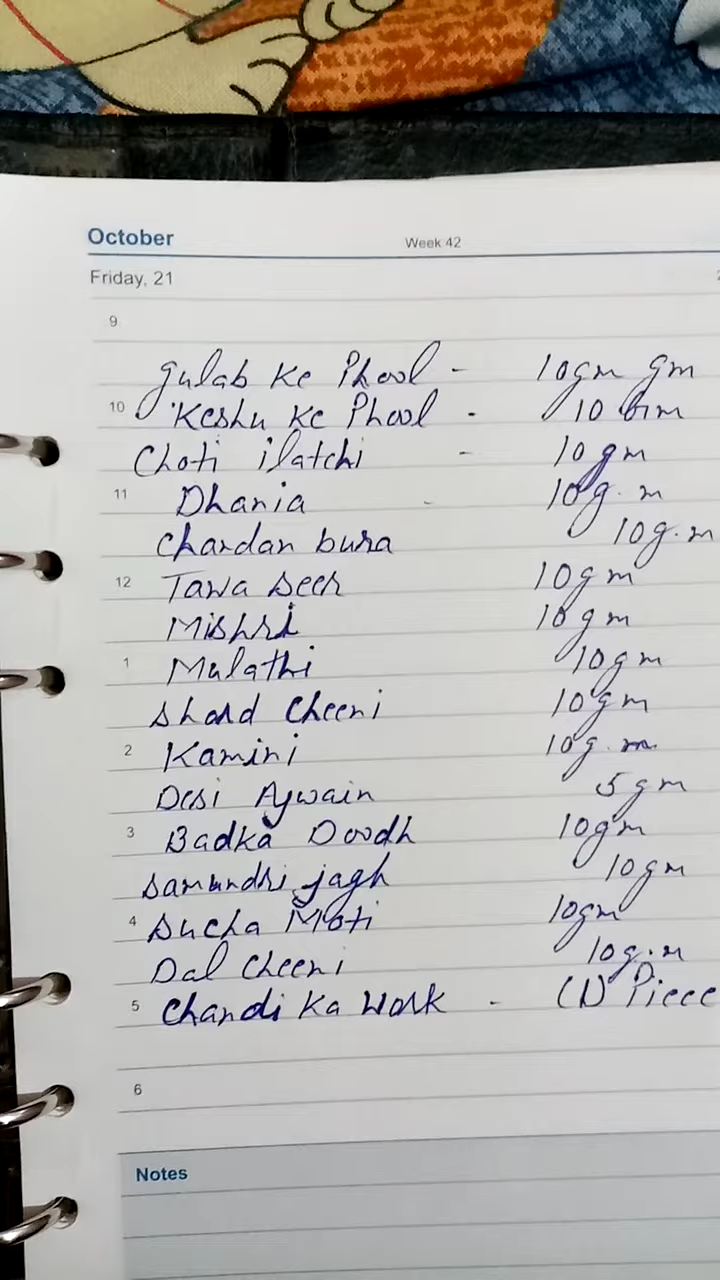 October Week 42
Friday, 21
9
Gulab Ke Phool - 10gm gm
10 Keshu Ke Phool - 10 Gm
Choti ilatchi - 10 gm
11 Dhania - 10g.m
Chandan bura 10g.m
12 Tawa seer 10gm
Mishri 10gm
1 Mulathi 10gm
Shard Cheeni 10gm
2 Kamini 10g.m
Desi Ajwain 5gm
3 Badka Doodh 10gm
Samundri jagh 10gm
4 Sucha Moti 10gm
Dal Cheeni 10g.m
5 Chandi Ka Work - (1) Piece
6
Notes